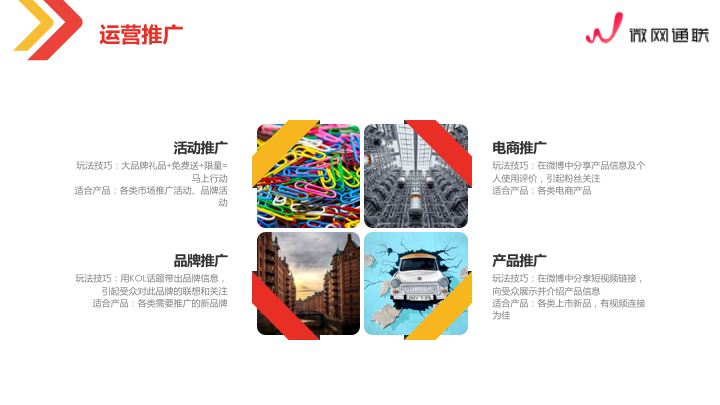 运营推广
微网通联
活动推广
玩法技巧：大品牌礼品+免费送+限量=
马上行动
适合产品：各类市场推广活动、品牌活
动
电商推广
玩法技巧：在微博中分享产品信息及个
人使用评价，引起粉丝关注
适合产品：各类电商产品
品牌推广
玩法技巧：用KOL话题带出品牌信息，
引起受众对此品牌的联想和关注
适合产品：各类需要推广的新品牌
产品推广
玩法技巧：在微博中分享短视频链接，
向受众展示并介绍产品信息
适合产品：各类上市新品，有视频连接
为佳